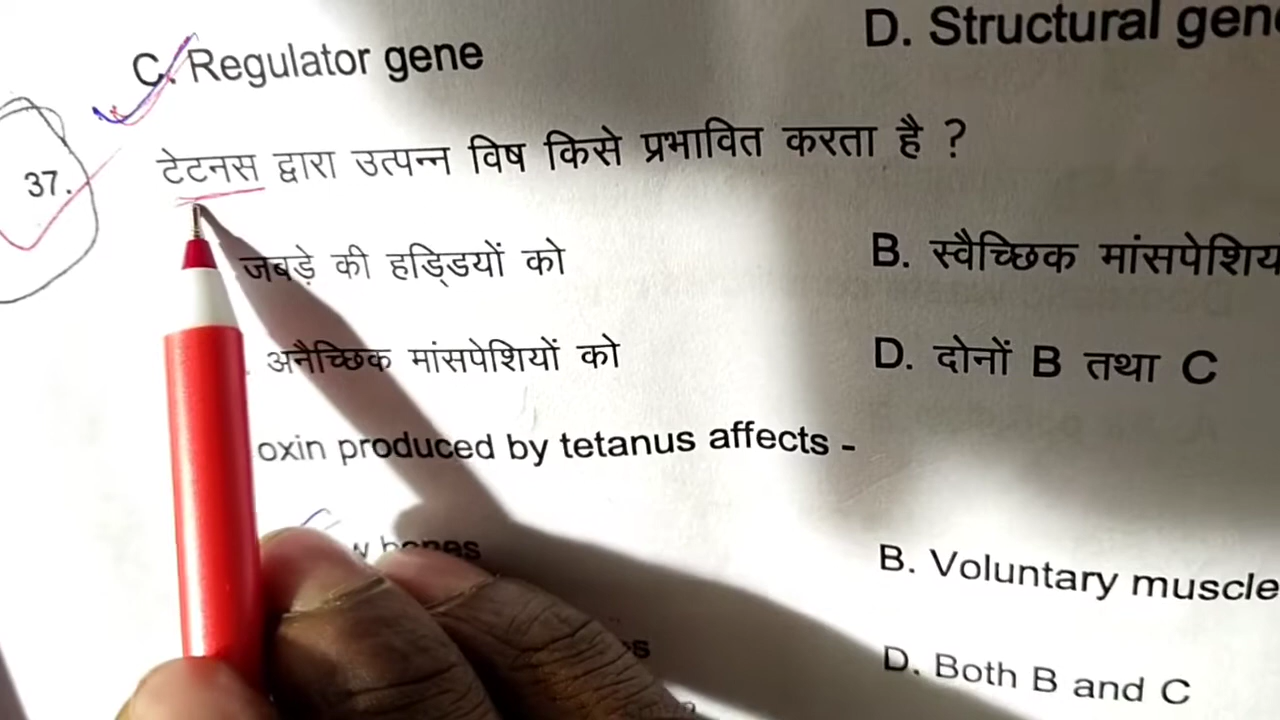 C. Regulator gene
D. Structural gen
37. टेटनस द्वारा उत्पन्न विष किसे प्रभावित करता है ?
जबड़े की हड्डियों को
B. स्वैच्छिक मांसपेशिय
अनैच्छिक मांसपेशियों को
D. दोनों B तथा C
oxin produced by tetanus affects -
w bones
B. Voluntary muscle
D. Both B and C